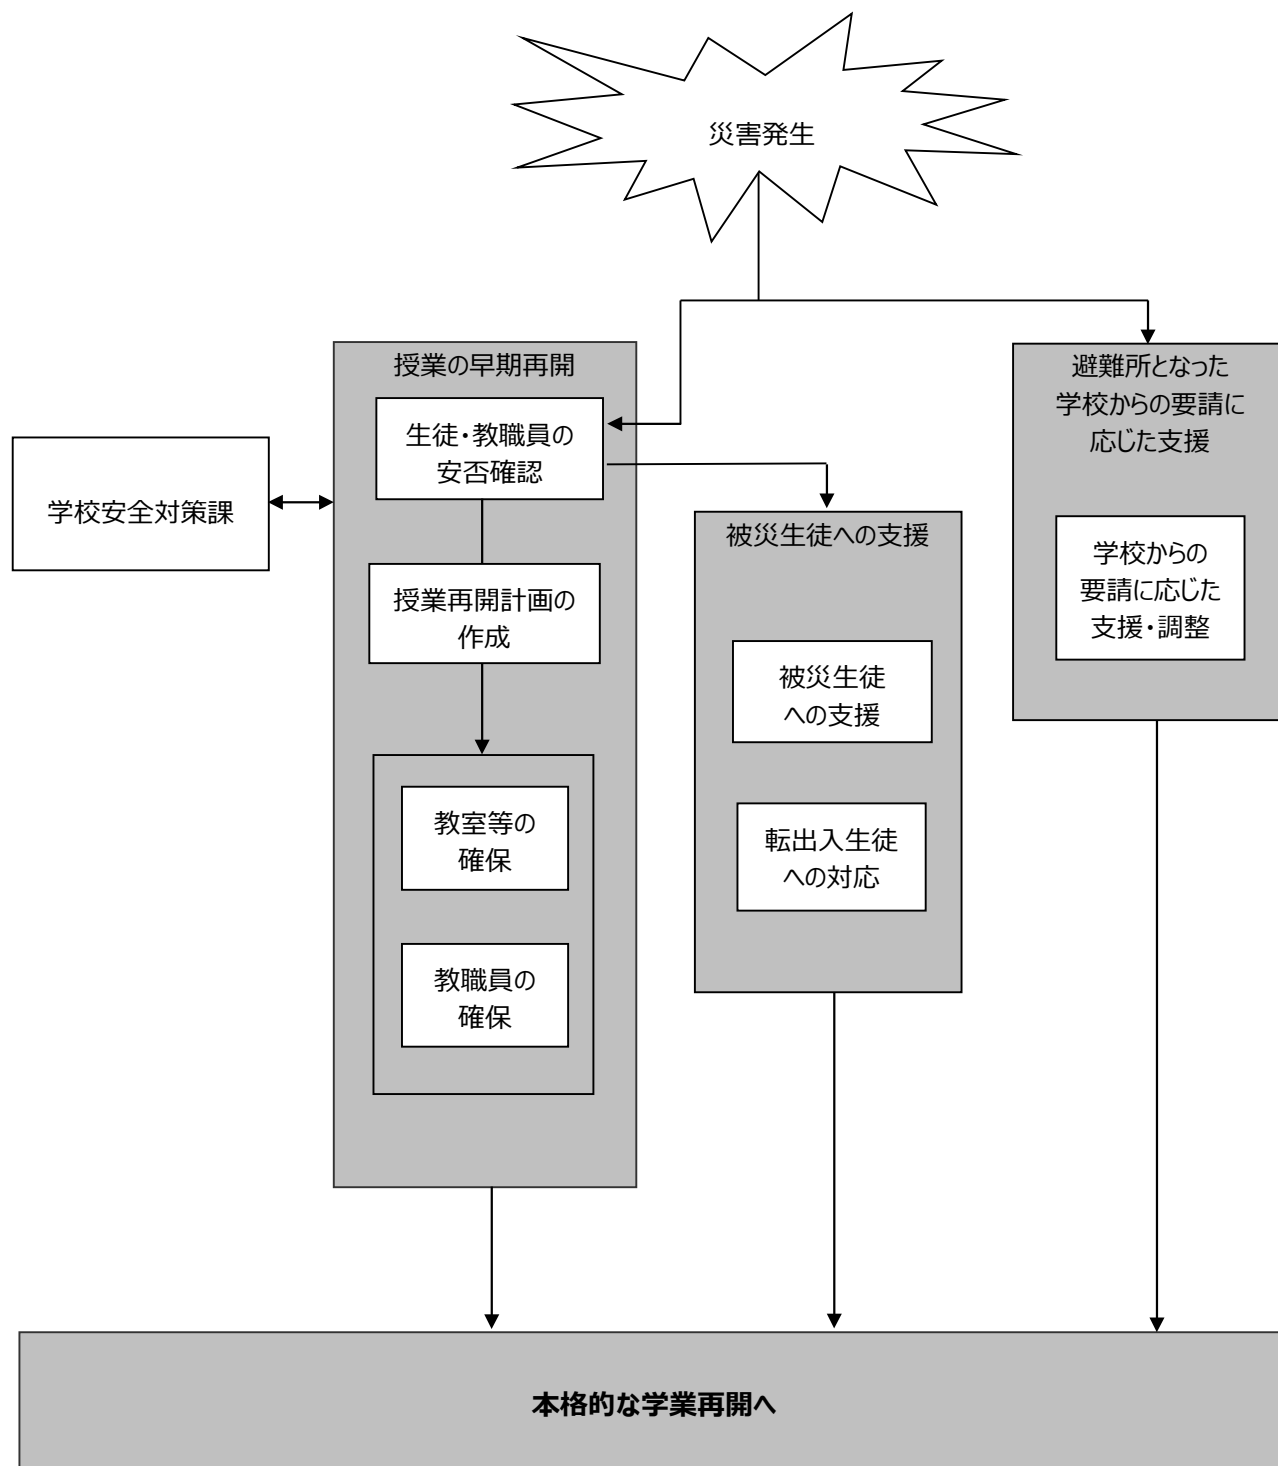 災害発生
授業の早期再開
生徒・教職員の
安否確認
学校安全対策課
授業再開計画の
作成
教室等の
確保
教職員の
確保
被災生徒への支援
被災生徒
への支援
転出入生徒
への対応
避難所となった
学校からの要請に
応じた支援
学校からの
要請に応じた
支援・調整
本格的な学業再開へ